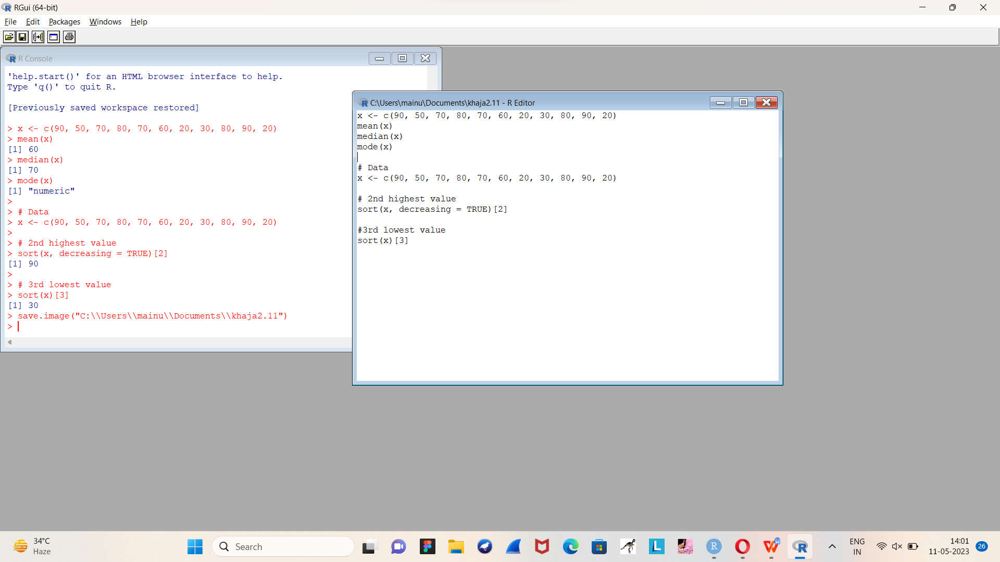 RGui (64-bit)
File Edit Packages Windows Help
R Console
'help.start()' for an HTML browser interface to help.
Type 'q()' to quit R.
[Previously saved workspace restored]
> x <- c(90, 50, 70, 80, 70, 60, 20, 30, 80, 90, 20)
> mean(x)
[1] 60
> median(x)
[1] 70
> mode(x)
[1] "numeric"
>
> # Data
> x <- c(90, 50, 70, 80, 70, 60, 20, 30, 80, 90, 20)
>
> # 2nd highest value
> sort(x, decreasing = TRUE)[2]
[1] 90
>
> # 3rd lowest value
> sort(x)[3]
[1] 30
> save.image("C:\\Users\\mainu\\Documents\\khaja2.11")
>
C:\Users\mainu\Documents\khaja2.11 - R Editor
x <- c(90, 50, 70, 80, 70, 60, 20, 30, 80, 90, 20)
mean(x)
median(x)
mode(x)
# Data
x <- c(90, 50, 70, 80, 70, 60, 20, 30, 80, 90, 20)
# 2nd highest value
sort(x, decreasing = TRUE)[2]
#3rd lowest value
sort(x)[3]
34°C
Haze
Search
L
R
ENG
IN
14:01
11-05-2023
26